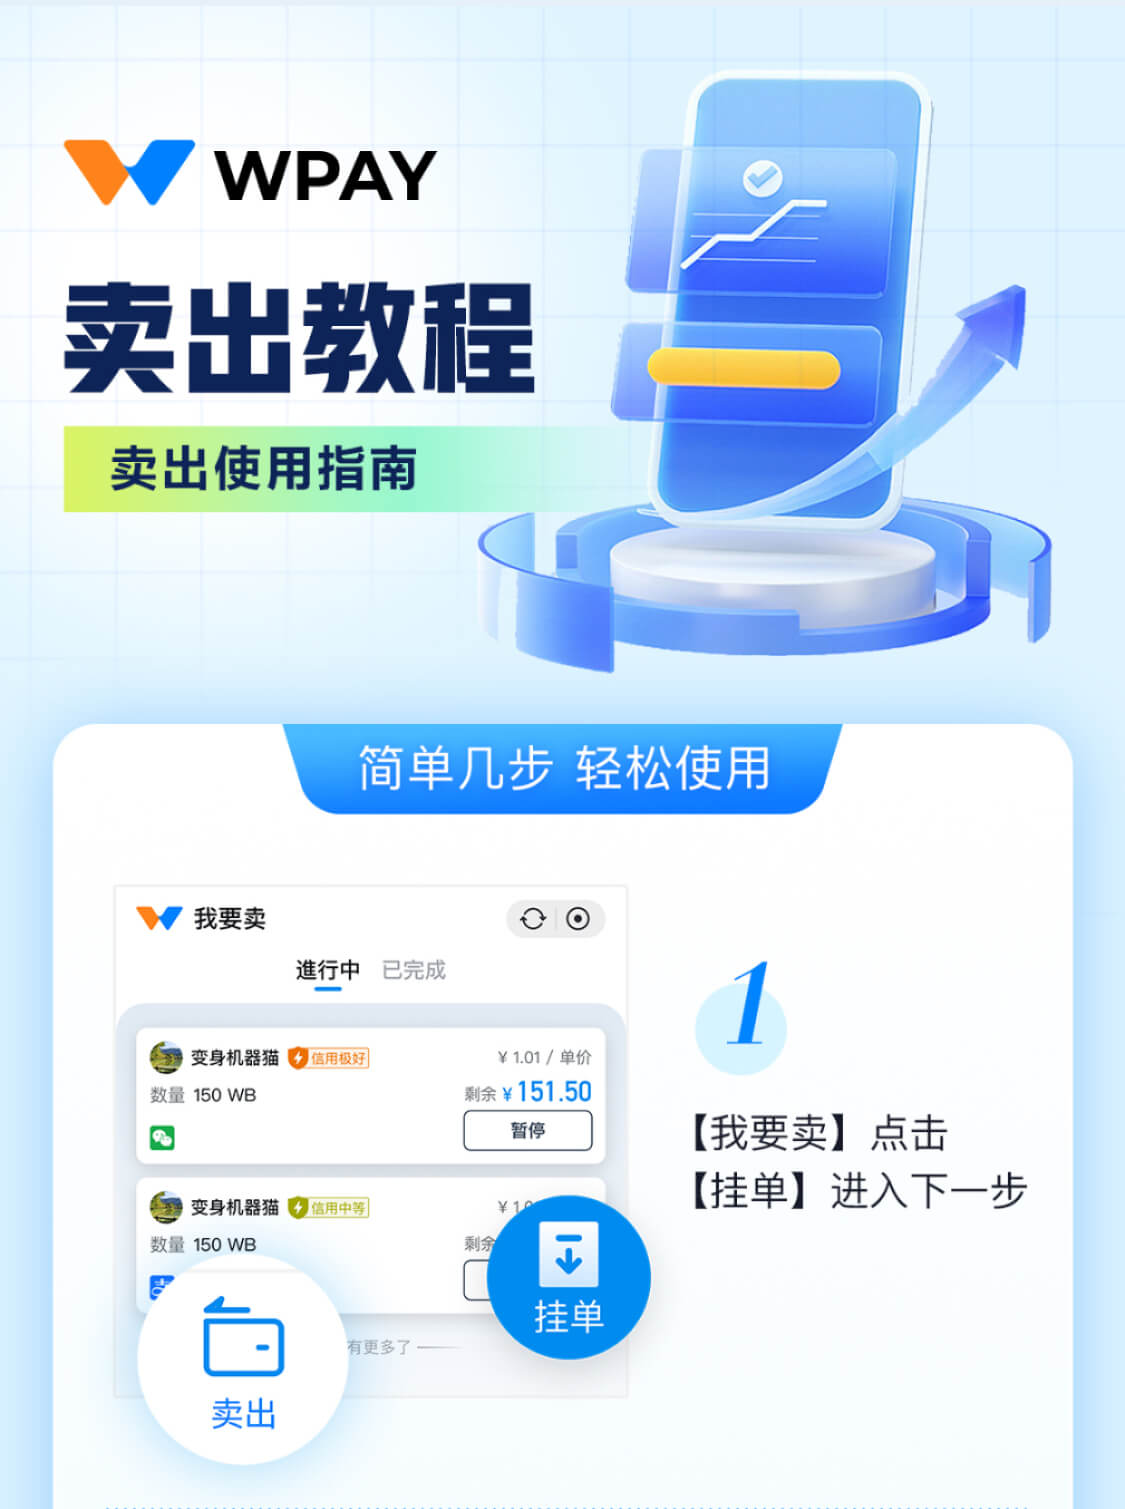 WPAY
卖出教程
卖出使用指南
简单几步 轻松使用
我要卖
進行中 已完成
变身机器猫 信用极好 ¥ 1.01 / 单价
数量 150 WB 剩余 ¥ 151.50
暂停
变身机器猫 信用中等 ¥
数量 150 WB 剩余
有更多了
卖出
挂单
1
【我要卖】点击
【挂单】进入下一步